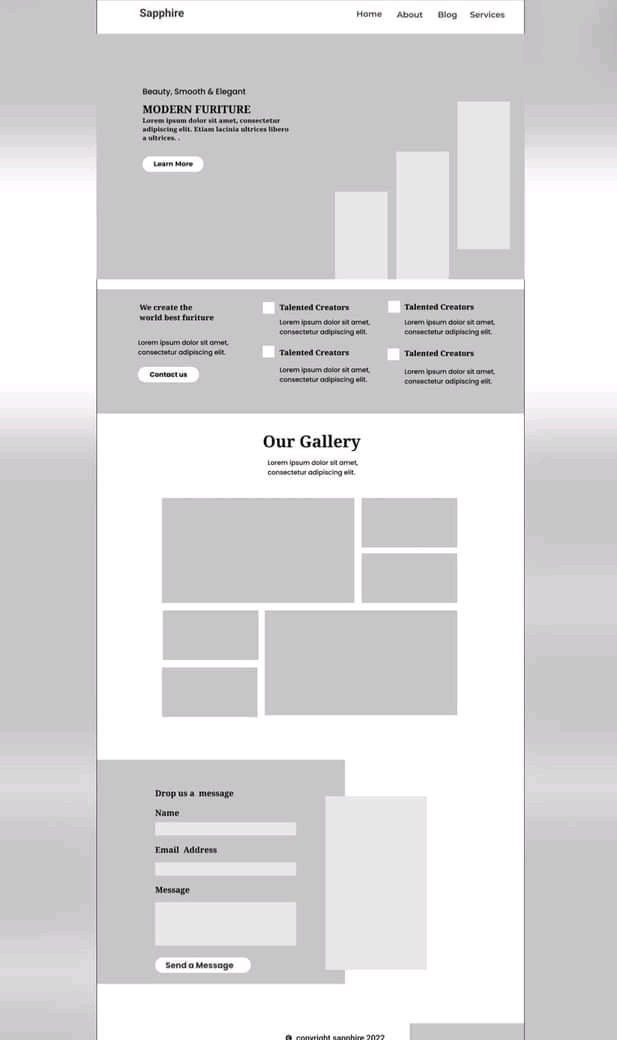 Sapphire
Home About Blog Services
Beauty, Smooth & Elegant
MODERN FURITURE
Lorem ipsum dolor sit amet, consectetur
adipiscing elit. Etiam lacinia ultrices libero
a ultrices. .
Learn More
We create the
world best furiture
Lorem ipsum dolor sit amet,
consectetur adipiscing elit.
Contact us
Talented Creators
Lorem ipsum dolor sit amet,
consectetur adipiscing elit.
Talented Creators
Lorem ipsum dolor sit amet,
consectetur adipiscing elit.
Talented Creators
Lorem ipsum dolor sit amet,
consectetur adipiscing elit.
Talented Creators
Lorem ipsum dolor sit amet,
consectetur adipiscing elit.
Our Gallery
Lorem ipsum dolor sit amet,
consectetur adipiscing elit.
Drop us a message
Name
Email Address
Message
Send a Message
© copyright sapphire 2022